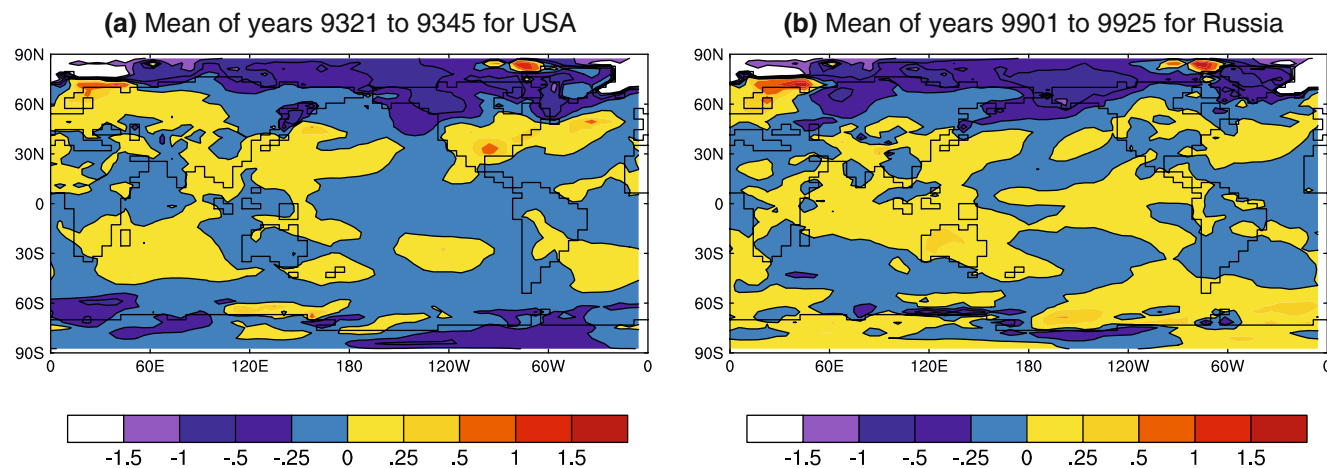 (a) Mean of years 9321 to 9345 for USA
(b) Mean of years 9901 to 9925 for Russia
90N
60N
30N
0
30S
60S
90S
0 60E 120E 180 120W 60W 0
90N
60N
30N
0
30S
60S
90S
0 60E 120E 180 120W 60W 0
-1.5 -1 -.5 -.25 0 .25 .5 1 1.5
-1.5 -1 -.5 -.25 0 .25 .5 1 1.5